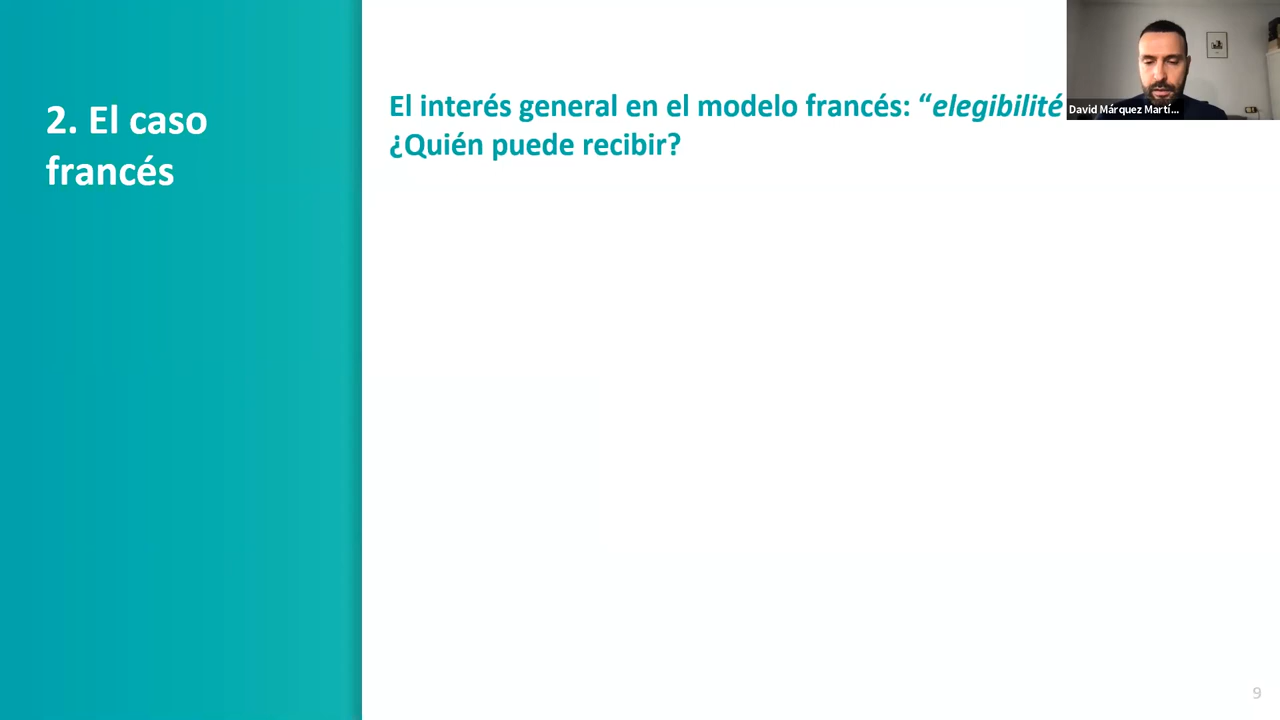 2. El caso
francés
El interés general en el modelo francés: “elegibilité
¿Quién puede recibir?
David Márquez Martí...
9